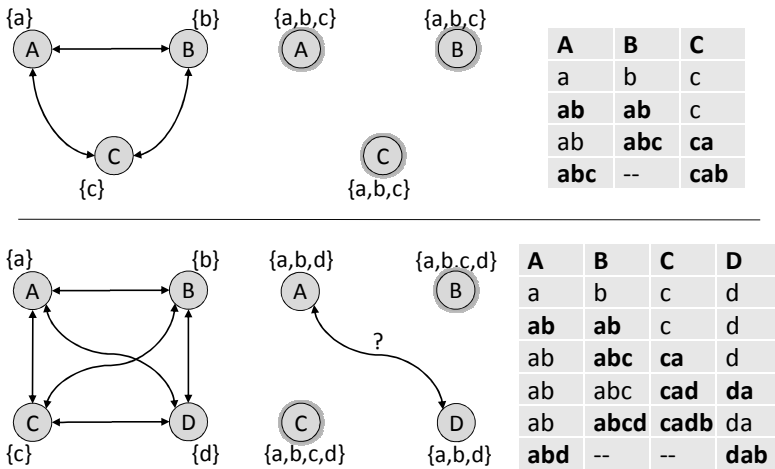 {a} {b} {a,b,c} {a,b,c}
A B A B
C C
{c} {a,b,c}
A B C
a b c
ab ab c
ab abc ca
abc -- cab
{a} {b} {a,b,d} {a,b,c,d}
A B A B
?
C D C D
{c} {d} {a,b,c,d} {a,b,d}
A B C D
a b c d
ab ab c d
ab abc ca d
ab abc cad da
ab abcd cadb da
abd -- -- dab